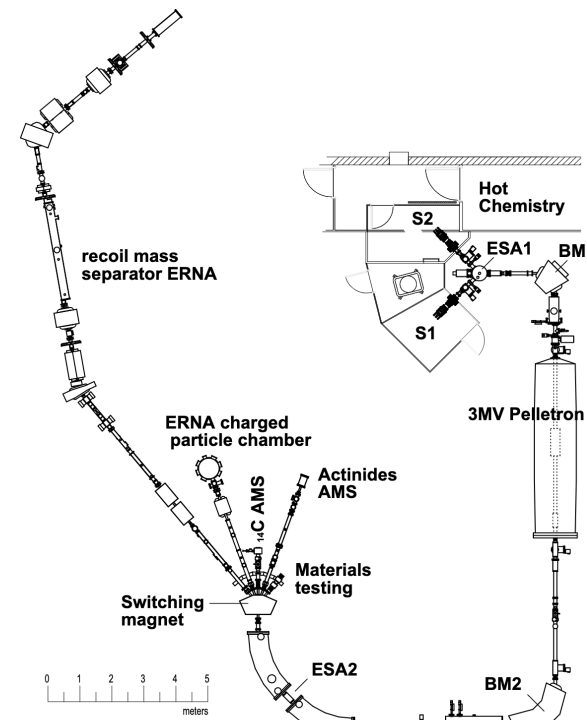 Hot
Chemistry
S2
ESA1
BM
recoil mass
separator ERNA
S1
3MV Pelletron
ERNA charged
particle chamber
Actinides
AMS
14C AMS
Materials
testing
Switching
magnet
ESA2
BM2
0 1 2 3 4 5
meters